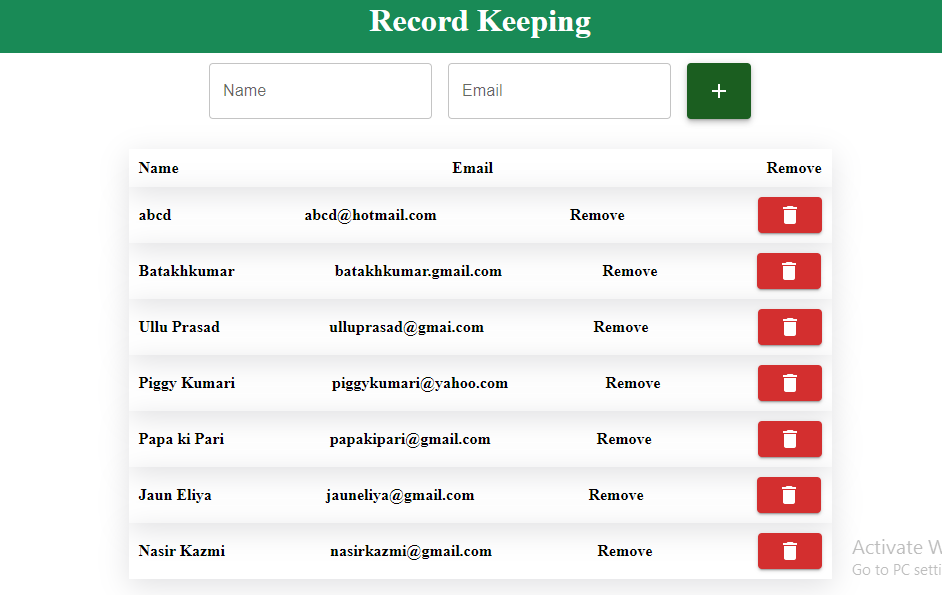 Record Keeping
Name Email +
Name Email Remove
abcd abcd@hotmail.com Remove
Batakhkumar batakhkumar.gmail.com Remove
Ullu Prasad ulluprasad@gmai.com Remove
Piggy Kumari piggykumari@yahoo.com Remove
Papa ki Pari papakipari@gmail.com Remove
Jaun Eliya jauneliya@gmail.com Remove
Nasir Kazmi nasirkazmi@gmail.com Remove
Activate W
Go to PC setti